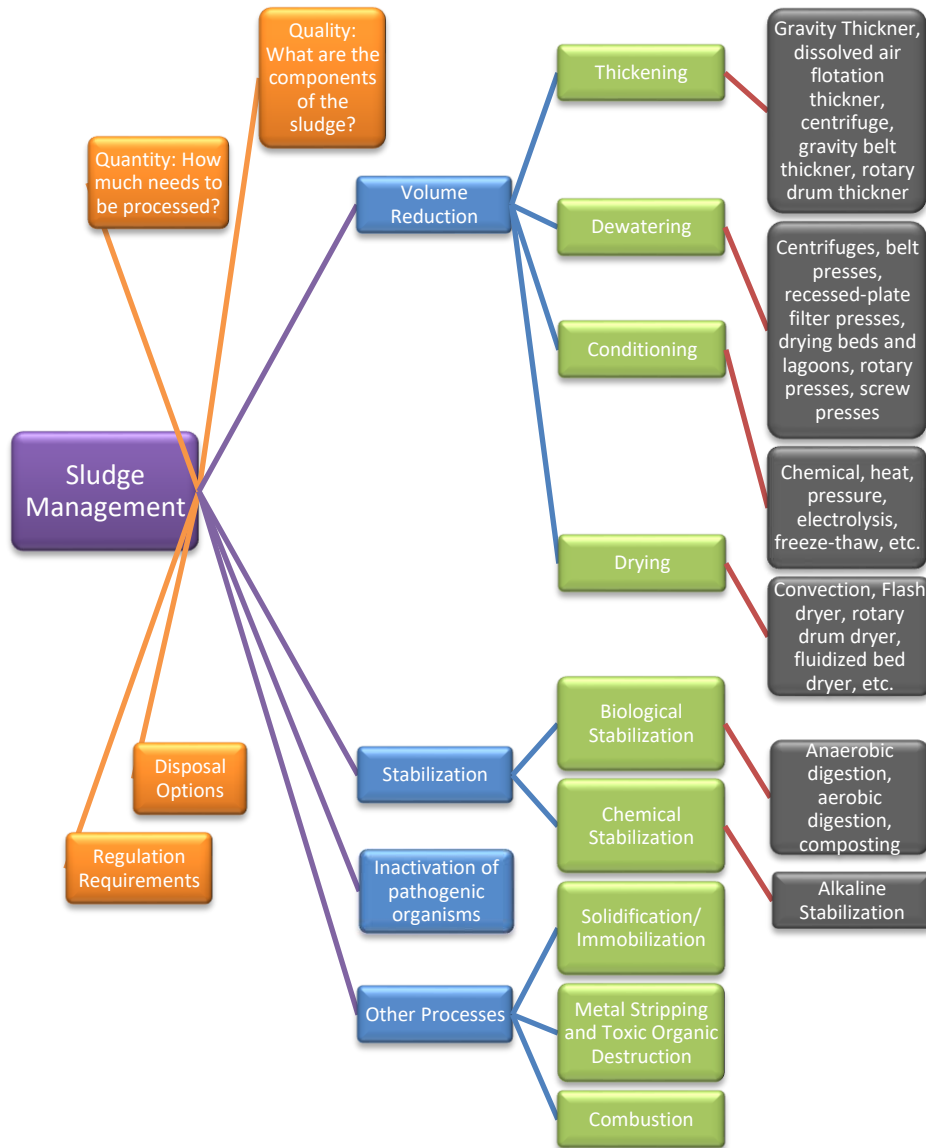 Quality:
What are the
components
of the
sludge?
Quantity: How
much needs to
be processed?
Sludge
Management
Disposal
Options
Regulation
Requirements
Volume
Reduction
Stabilization
Inactivation of
pathogenic
organisms
Other Processes
Thickening
Dewatering
Conditioning
Drying
Biological
Stabilization
Chemical
Stabilization
Solidification/
Immobilization
Metal Stripping
and Toxic Organic
Destruction
Combustion
Gravity Thickner,
dissolved air
flotation
thickner,
centrifuge,
gravity belt
thickner, rotary
drum thickner
Centrifuges, belt
presses,
recessed-plate
filter presses,
drying beds and
lagoons, rotary
presses, screw
presses
Chemical, heat,
pressure,
electrolysis,
freeze-thaw, etc.
Convection, Flash
dryer, rotary
drum dryer,
fluidized bed
dryer, etc.
Anaerobic
digestion,
aerobic
digestion,
composting
Alkaline
Stabilization